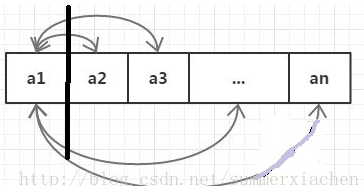 a1 a2 a3 ... an
http://blog.csdn.net/summerxiachen